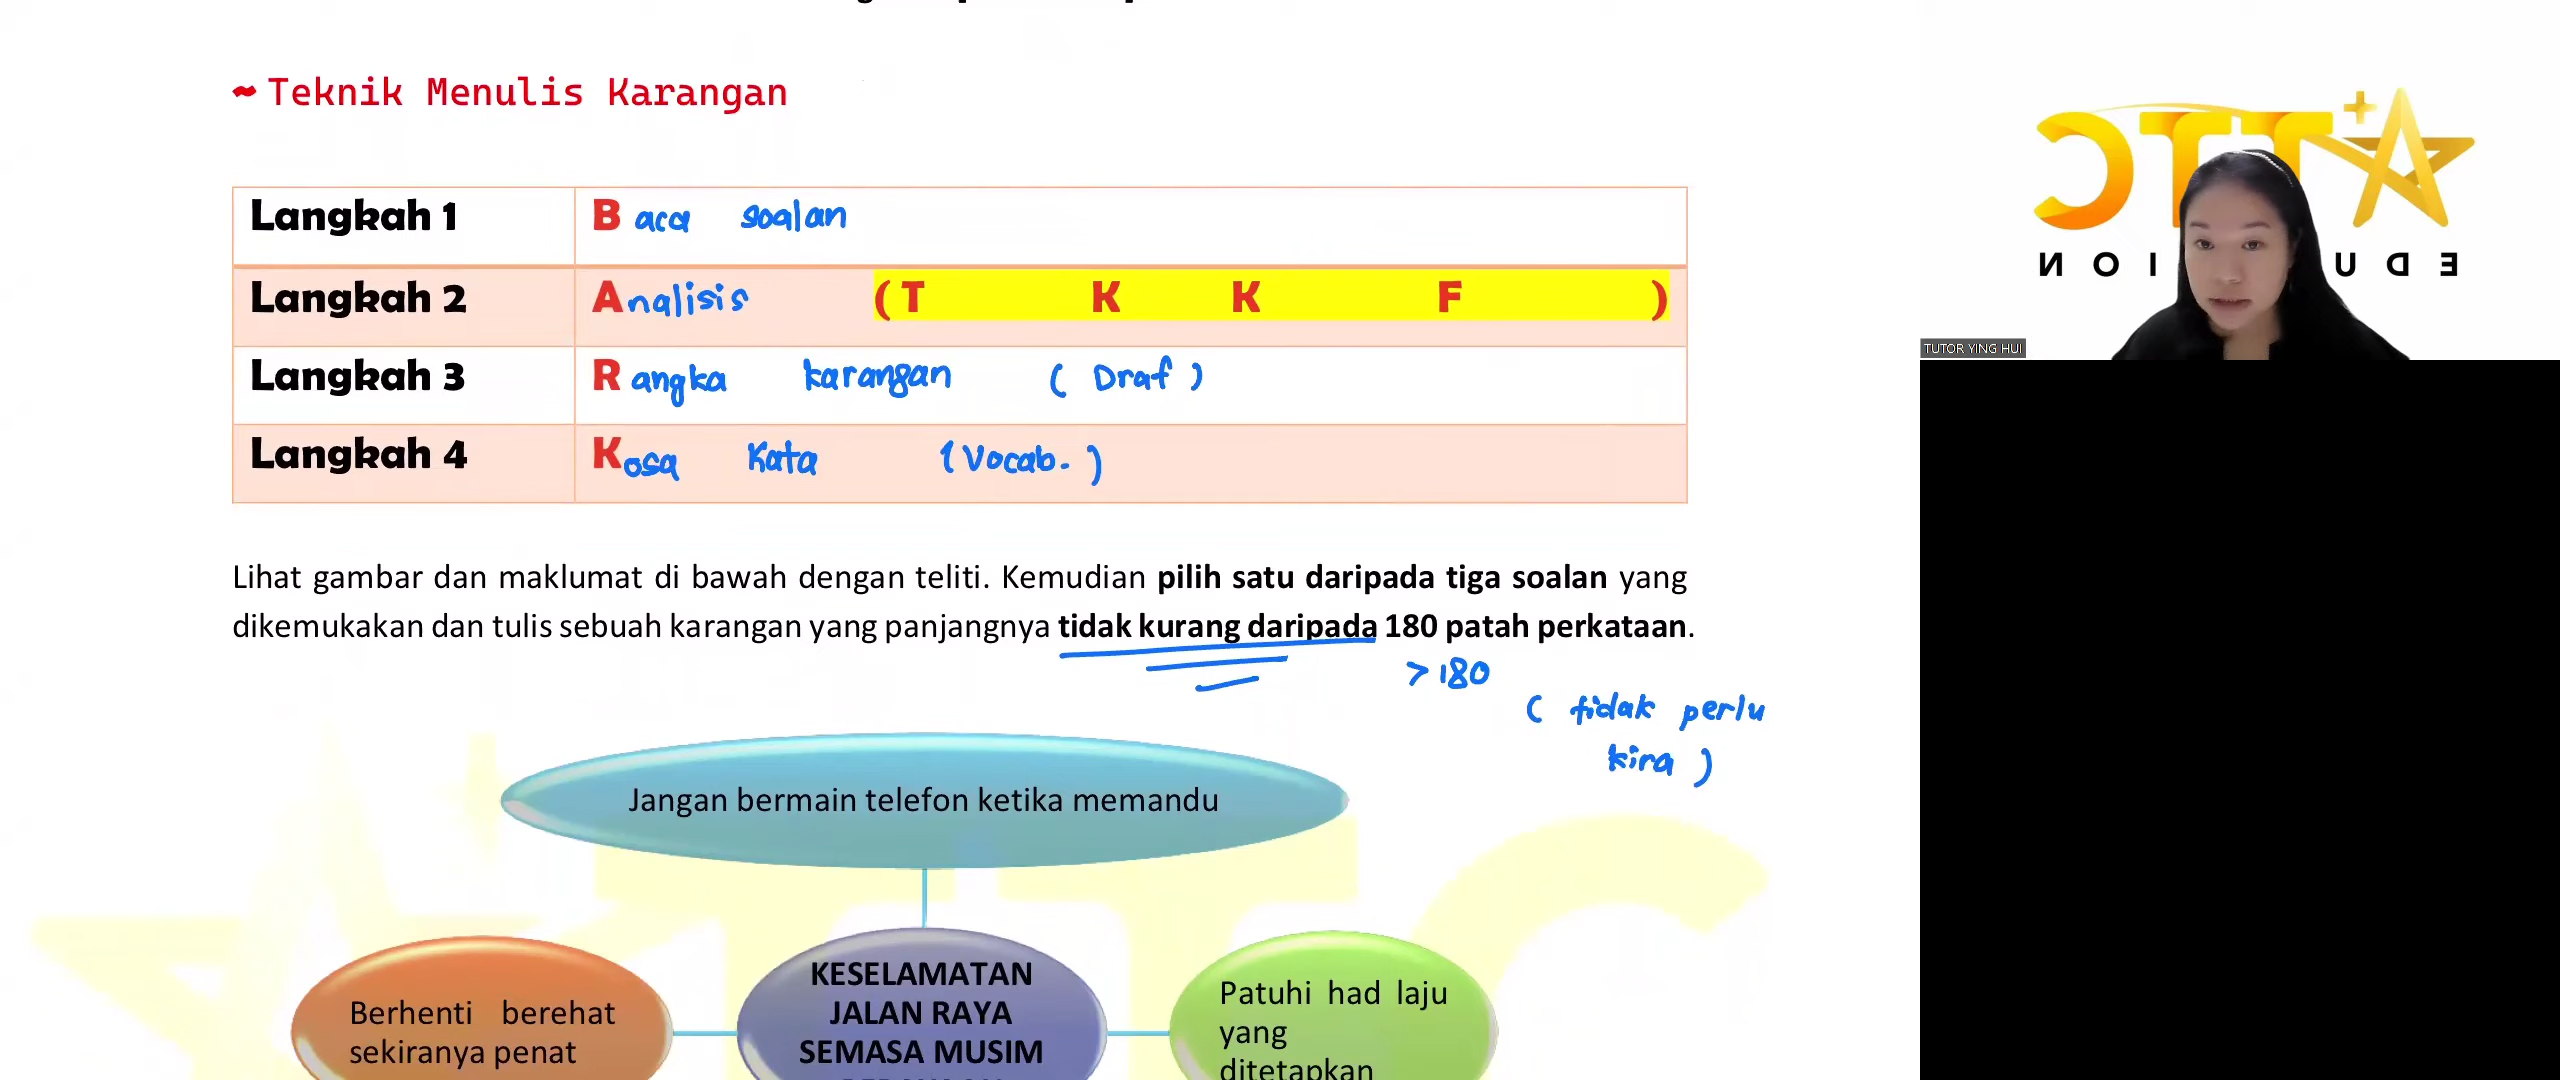 ~ Teknik Menulis Karangan
Langkah 1 Baca soalan
Langkah 2 Analisis (T K K F )
Langkah 3 Rangka karangan ( Draf )
Langkah 4 Kosa kata (Vocab. )
Lihat gambar dan maklumat di bawah dengan teliti. Kemudian pilih satu daripada tiga soalan yang
dikemukakan dan tulis sebuah karangan yang panjangnya tidak kurang daripada 180 patah perkataan.
> 180
( tidak perlu
kira )
Jangan bermain telefon ketika memandu
Berhenti berehat
sekiranya penat
KESELAMATAN
JALAN RAYA
SEMASA MUSIM
Patuhi had laju
yang
ditetapkan
TUTOR YING HUI